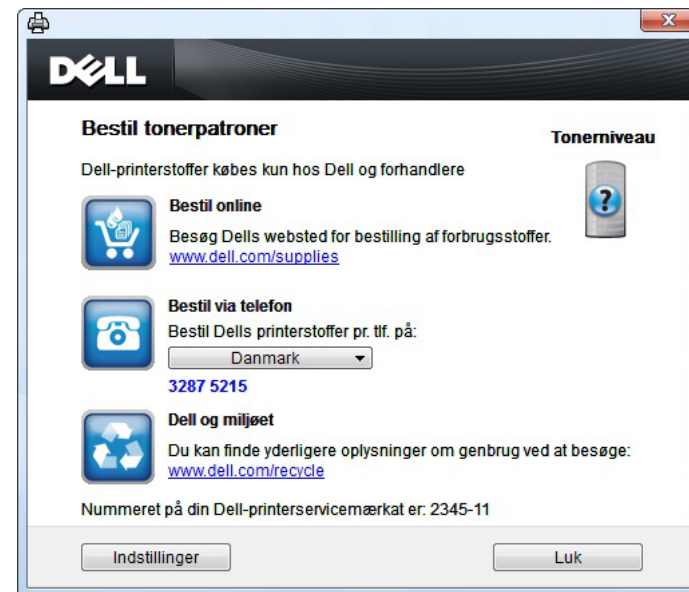 DELL
Bestil tonerpatroner
Tonerniveau
Dell-printerstoffer købes kun hos Dell og forhandlere
?
Bestil online
Besøg Dells websted for bestilling af forbrugsstoffer.
www.dell.com/supplies
Bestil via telefon
Bestil Dells printerstoffer pr. tlf. på:
Danmark
3287 5215
Dell og miljøet
Du kan finde yderligere oplysninger om genbrug ved at besøge:
www.dell.com/recycle
Nummeret på din Dell-printerservicemærkat er: 2345-11
Indstillinger
Luk